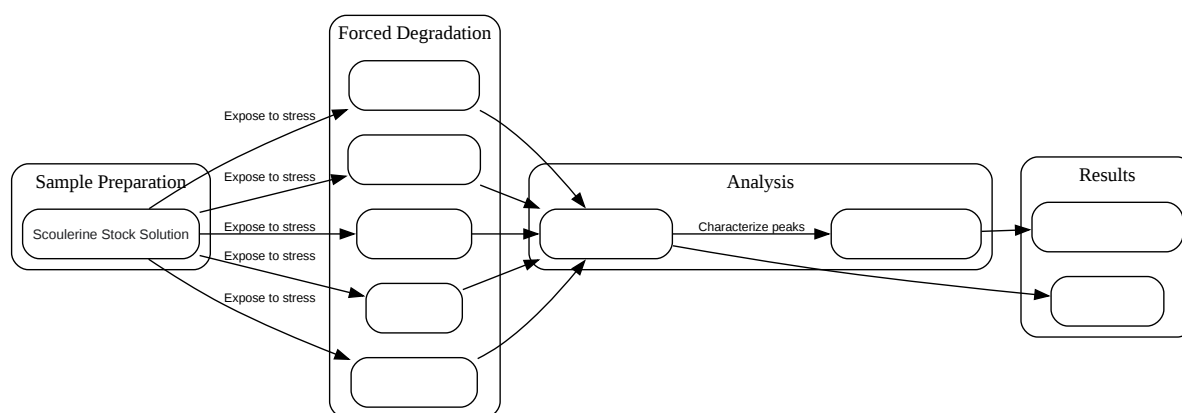 Forced Degradation
Expose to stress
Sample Preparation
Expose to stress
Analysis
Results
Scoulerine Stock Solution
Expose to stress
Characterize peaks
Expose to stress
Expose to stress